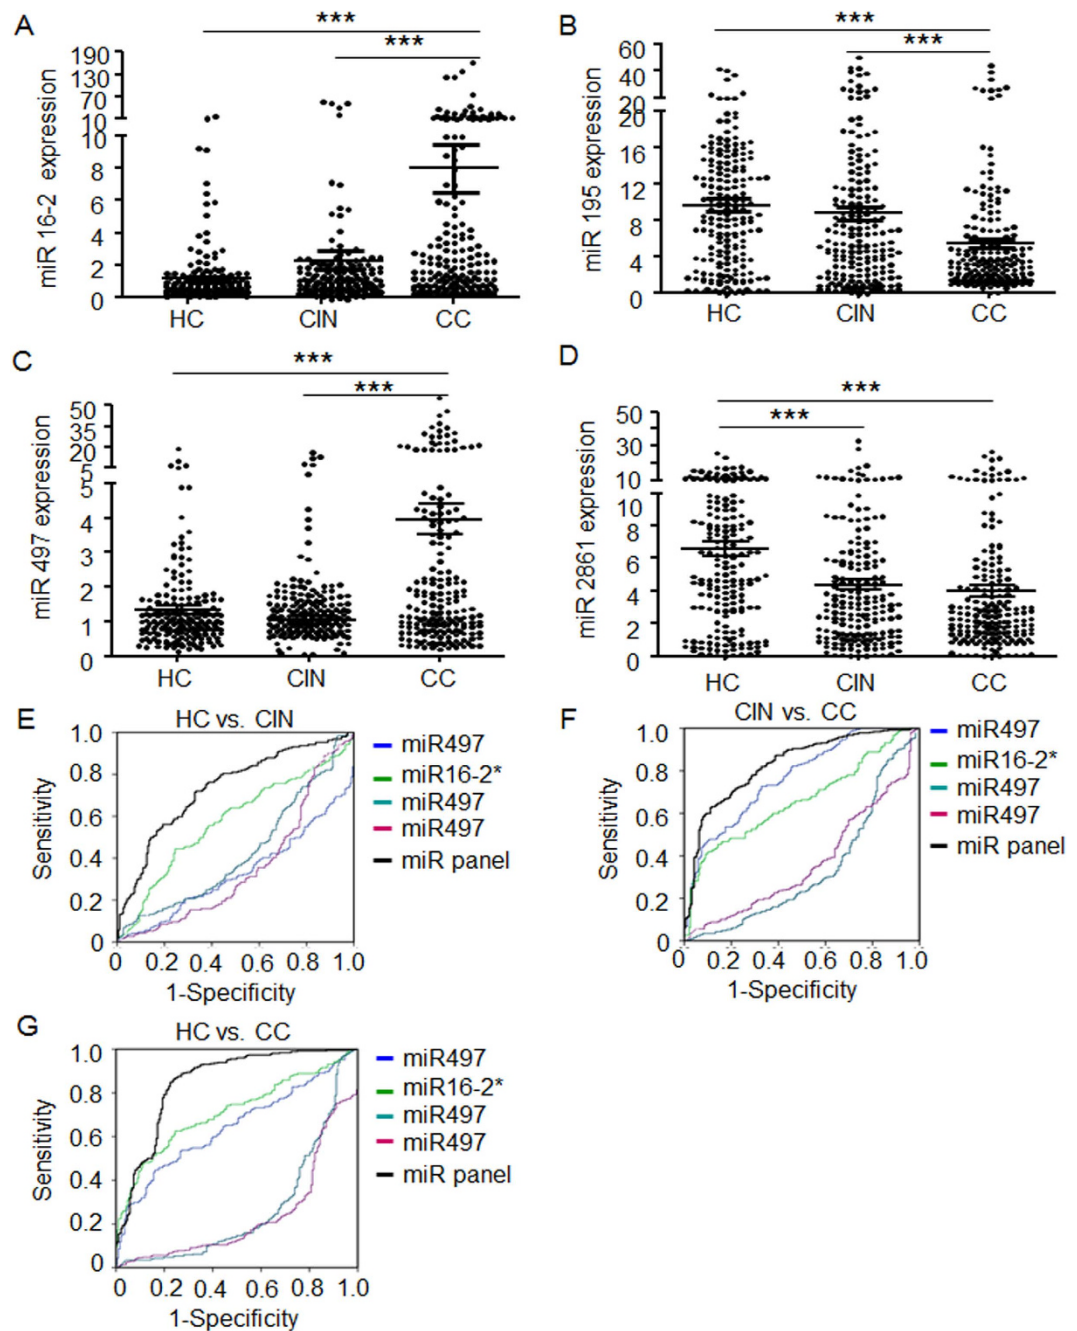 A
***
***
miR 16-2 expression
190
130
70
10
10
8
6
4
2
0
HC CIN CC
B
***
***
miR 195 expression
60
40
20
20
16
12
8
4
0
HC CIN CC
C
***
***
miR 497 expression
50
35
20
5
5
4
3
2
1
0
HC CIN CC
D
***
***
miR 2861 expression
50
30
10
8
6
4
2
0
HC CIN CC
E
HC vs. CIN
Sensitivity
1.0
0.8
0.6
0.4
0.2
0
0 0.2 0.4 0.6 0.8 1.0
1-Specificity
miR497
miR16-2*
miR497
miR497
miR panel
F
CIN vs. CC
Sensitivity
1.0
0.8
0.6
0.4
0.2
0
0 0.2 0.4 0.6 0.8 1.0
1-Specificity
miR497
miR16-2*
miR497
miR497
miR panel
G
HC vs. CC
Sensitivity
1.0
0.8
0.6
0.4
0.2
0
0 0.2 0.4 0.6 0.8 1.0
1-Specificity
miR497
miR16-2*
miR497
miR497
miR panel